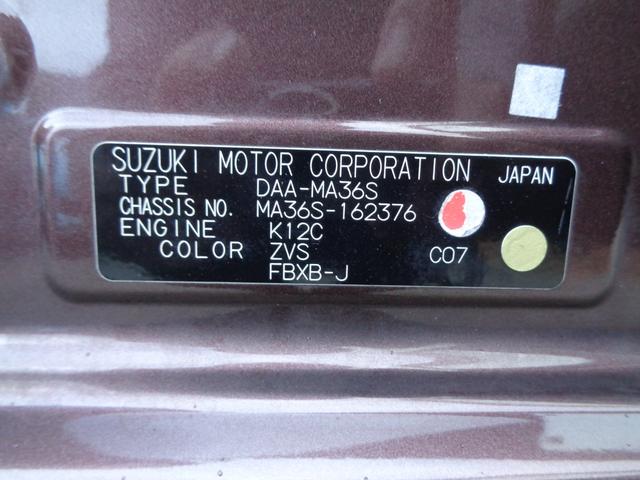 SUZUKI MOTOR CORPORATION JAPAN
TYPE DAA-MA36S
CHASSIS NO. MA36S-162376
ENGINE K12C
COLOR ZVS C07
FBXB-J